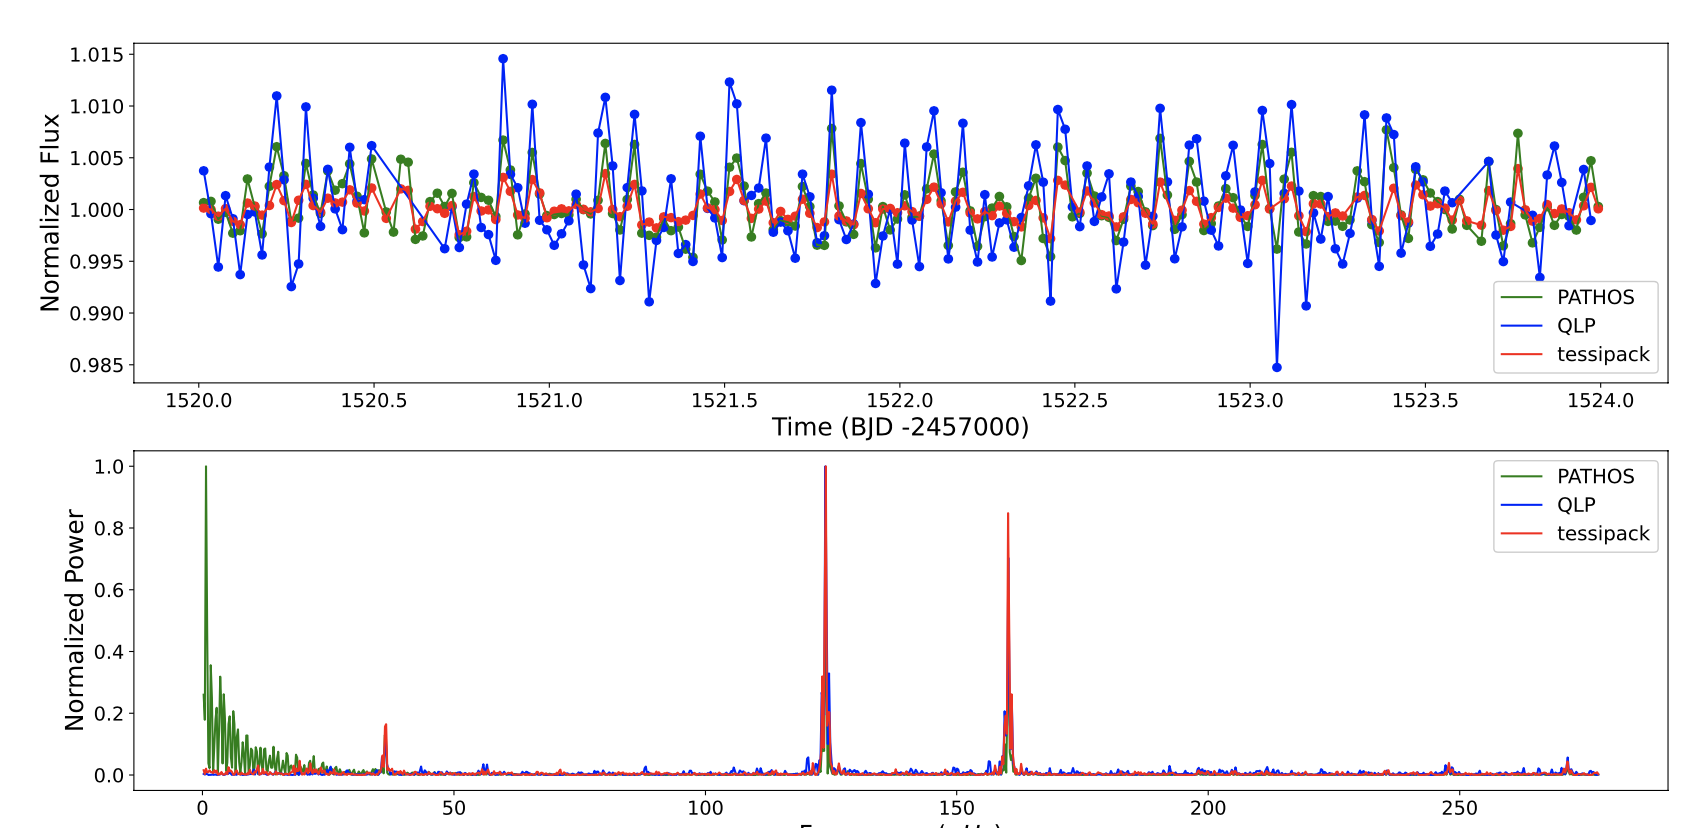 1.015
1.010
1.005
1.000
0.995
0.990
0.985
Normalized Flux
PATHOS
QLP
tessipack
1520.0 1520.5 1521.0 1521.5 1522.0 1522.5 1523.0 1523.5 1524.0
Time (BJD -2457000)
1.0
0.8
0.6
0.4
0.2
0.0
Normalized Power
PATHOS
QLP
tessipack
0 50 100 150 200 250